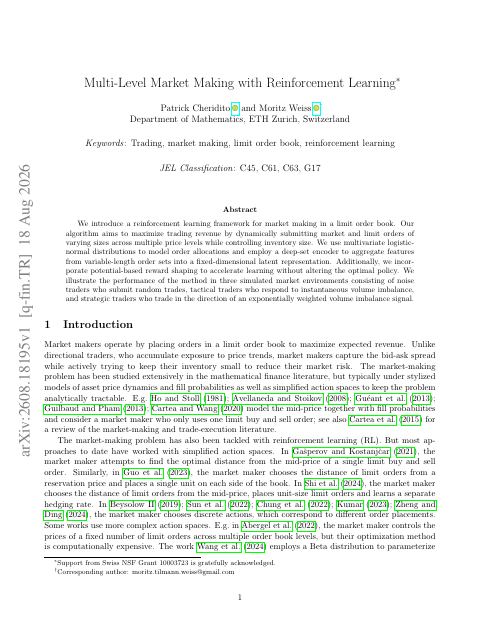 Multi-Level Market Making with Reinforcement Learning*
Patrick Cheridito and Moritz Weiss
Department of Mathematics, ETH Zurich, Switzerland
Keywords: Trading, market making, limit order book, reinforcement learning
JEL Classification: C45, C61, C63, G17
arXiv:2608.18195v1 [q-fin.TR] 18 Aug 2026
Abstract
We introduce a reinforcement learning framework for market making in a limit order book. Our
algorithm aims to maximize trading revenue by dynamically submitting market and limit orders of
varying sizes across multiple price levels while controlling inventory size. We use multivariate logistic-
normal distributions to model order allocations and employ a deep-set encoder to aggregate features
from variable-length order sets into a fixed-dimensional latent representation. Additionally, we incor-
porate potential-based reward shaping to accelerate learning without altering the optimal policy. We
illustrate the performance of the method in three simulated market environments consisting of noise
traders who submit random trades, tactical traders who respond to instantaneous volume imbalance,
and strategic traders who trade in the direction of an exponentially weighted volume imbalance signal.
1 Introduction
Market makers operate by placing orders in a limit order book to maximize expected revenue. Unlike
directional traders, who accumulate exposure to price trends, market makers capture the bid-ask spread
while actively trying to keep their inventory small to reduce their market risk. The market-making
problem has been studied extensively in the mathematical finance literature, but typically under stylized
models of asset price dynamics and fill probabilities as well as simplified action spaces to keep the problem
analytically tractable. E.g. Ho and Stoll (1981); Avellaneda and Stoikov (2008); Guéant et al. (2013);
Guilbaud and Pham (2013); Cartea and Wang (2020) model the mid-price together with fill probabilities
and consider a market maker who only uses one limit buy and sell order; see also Cartea et al. (2015) for
a review of the market-making and trade-execution literature.
The market-making problem has also been tackled with reinforcement learning (RL). But most ap-
proaches to date have worked with simplified action spaces. In Gašperov and Kostanjčar (2021), the
market maker attempts to find the optimal distance from the mid-price of a single limit buy and sell
order. Similarly, in Guo et al. (2023), the market maker chooses the distance of limit orders from a
reservation price and places a single unit on each side of the book. In Shi et al. (2024), the market maker
chooses the distance of limit orders from the mid-price, places unit-size limit orders and learns a separate
hedging rate. In Beysolow II (2019); Sun et al. (2022); Chung et al. (2022); Kumar (2023); Zheng and
Ding (2024), the market maker chooses discrete actions, which correspond to different order placements.
Some works use more complex action spaces. E.g. in Abergel et al. (2022), the market maker controls the
prices of a fixed number of limit orders across multiple order book levels, but their optimization method
is computationally expensive. The work Wang et al. (2024) employs a Beta distribution to parameterize
*Support from Swiss NSF Grant 10003723 is gratefully acknowledged.
†Corresponding author: moritz.tilmann.weiss@gmail.com
1